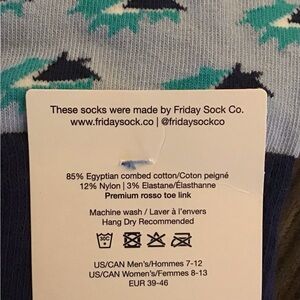 These socks were made by Friday Sock Co.
www.fridaysock.co | @fridaysockco
85% Egyptian combed cotton/Coton peigné
12% Nylon | 3% Elastane/Élasthanne
Premium rosso toe link
Machine wash / Laver à l'envers
Hang Dry Recommended
30C
US/CAN Men's/Hommes 7-12
US/CAN Women's/Femmes 8-13
EUR 39-46